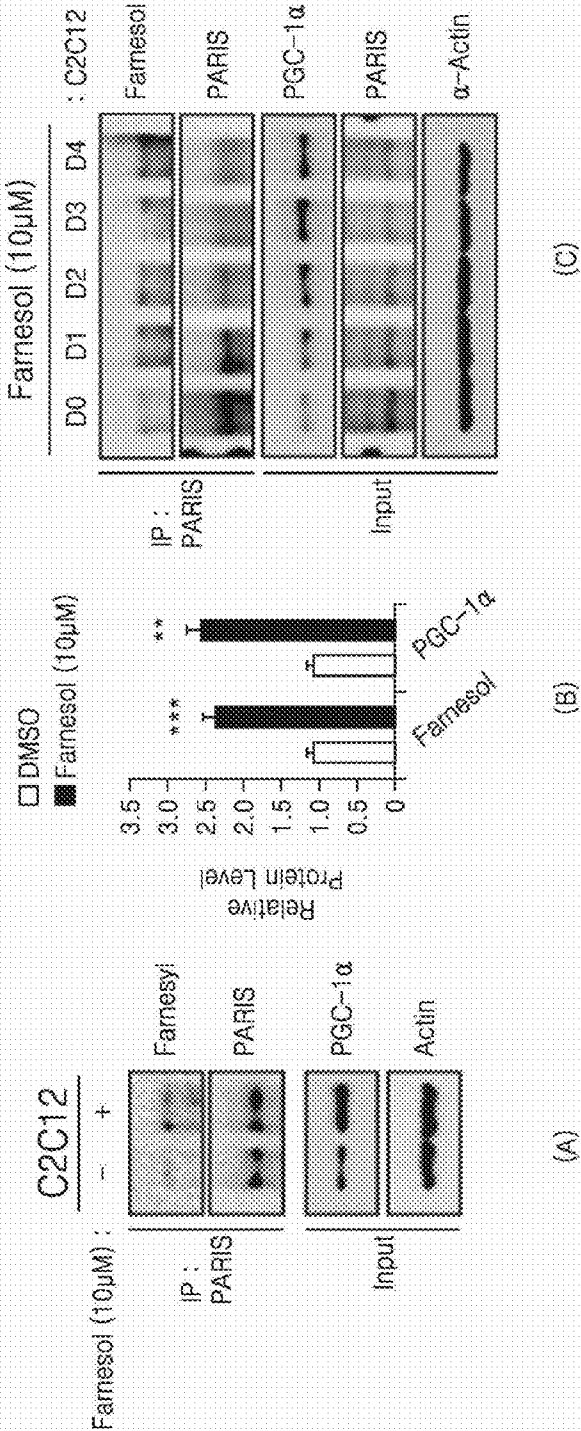 C2C12
Farnesol (10μM) : − +
IP :
PARIS
Farnesyl
PARIS
Input
PGC-1α
Actin
(A)
□ DMSO
■ Farnesol (10μM)
Relative
Protein Level
3.5
3.0
2.5
2.0
1.5
1.0
0.5
0
***
**
Farnesol
PGC-1α
(B)
Farnesol (10μM)
D0 D1 D2 D3 D4 : C2C12
IP :
PARIS
Farnesol
PARIS
Input
PGC-1α
PARIS
α-Actin
(C)